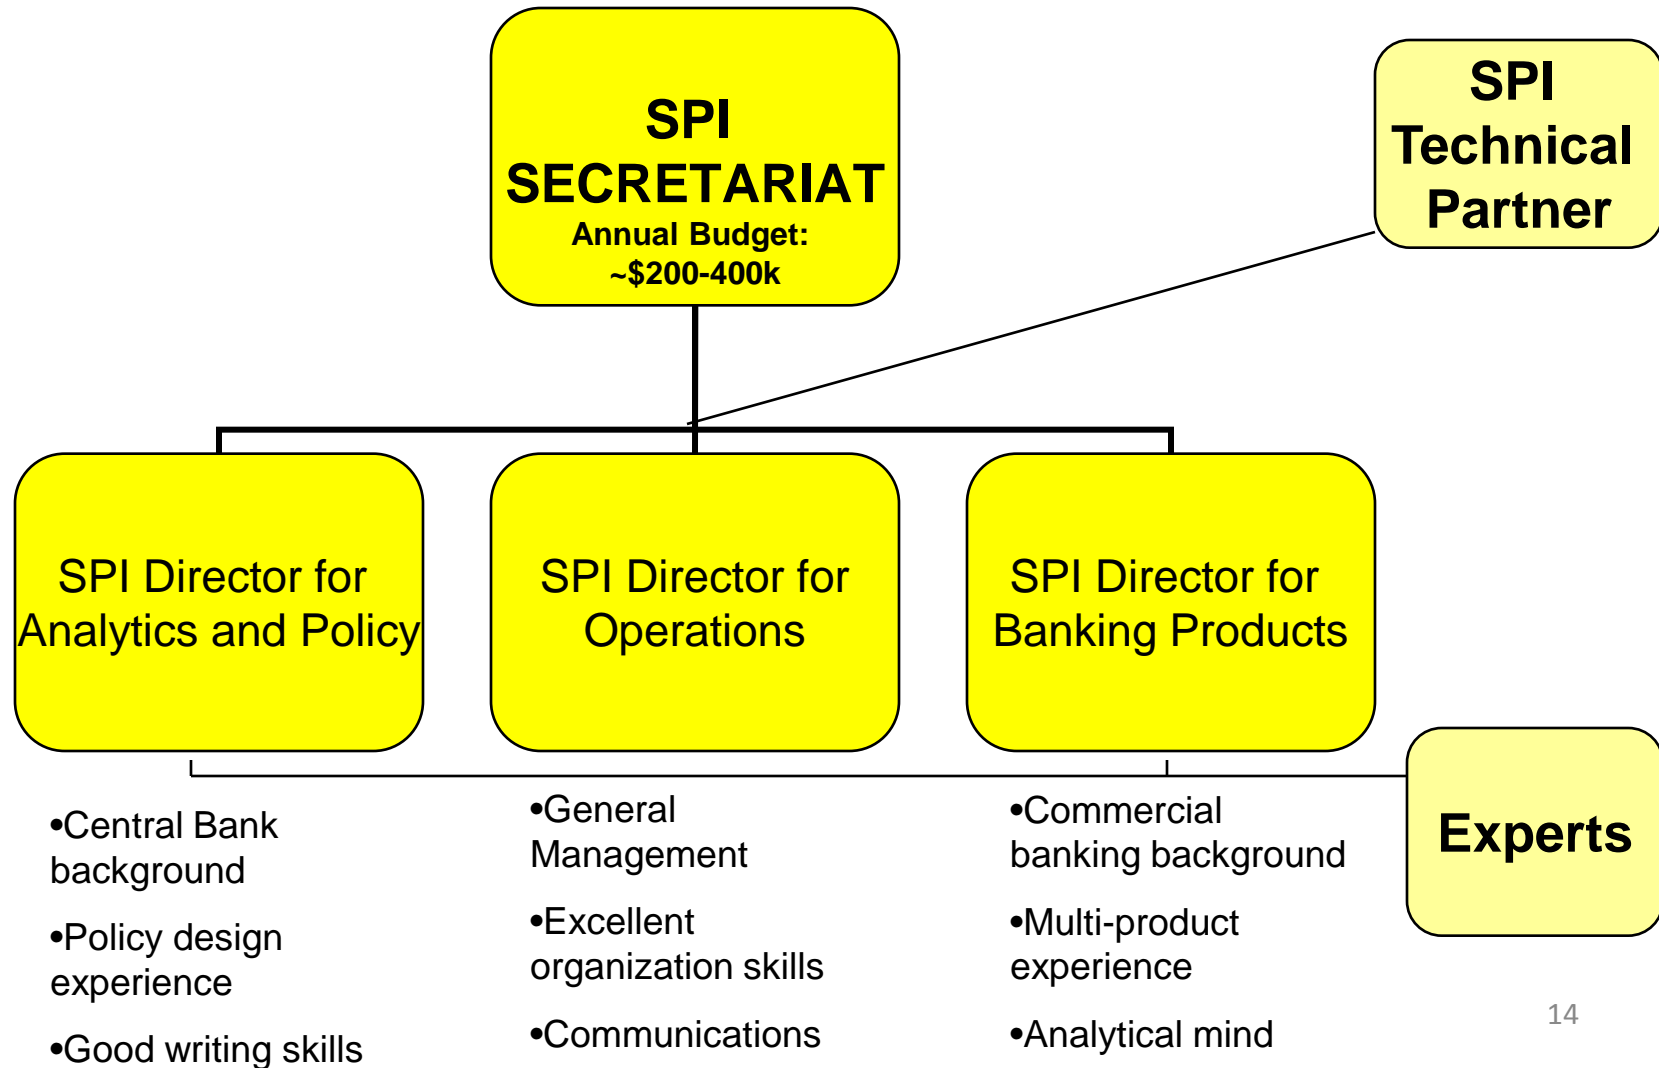 SPI
SECRETARIAT
Annual Budget:
~$200-400k
SPI
Technical
Partner
SPI Director for
Analytics and Policy
SPI Director for
Operations
SPI Director for
Banking Products
•Central Bank
background
•Policy design
experience
•Good writing skills
•General
Management
•Excellent
organization skills
•Communications
•Commercial
banking background
•Multi-product
experience
•Analytical mind
Experts
14